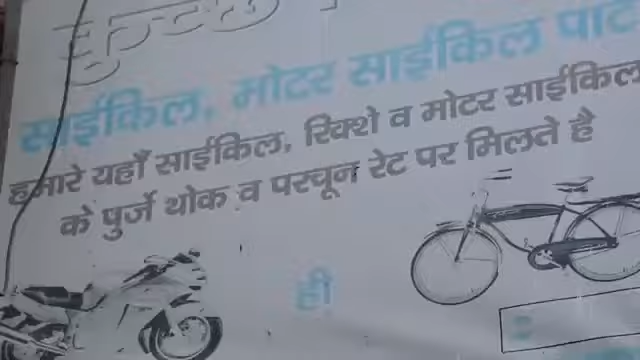 साईकिल, मोटर साईकिल पार्ट
हमारे यहाँ साईकिल, रिक्शे व मोटर साईकिल
के पुर्जे थोक व परचून रेट पर मिलते है
ही